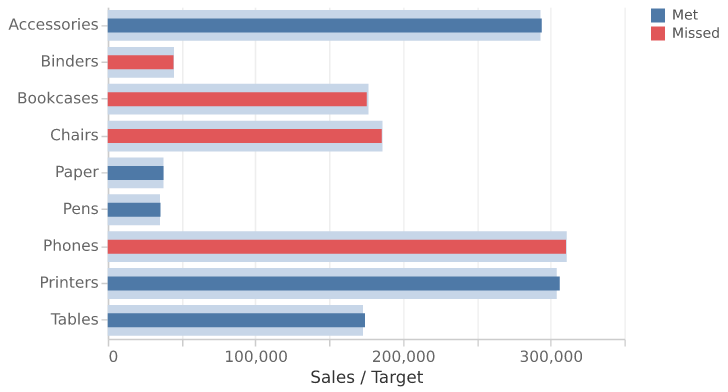 Accessories
Binders
Bookcases
Chairs
Paper
Pens
Phones
Printers
Tables
0 100,000 200,000 300,000
Sales / Target
Met
Missed